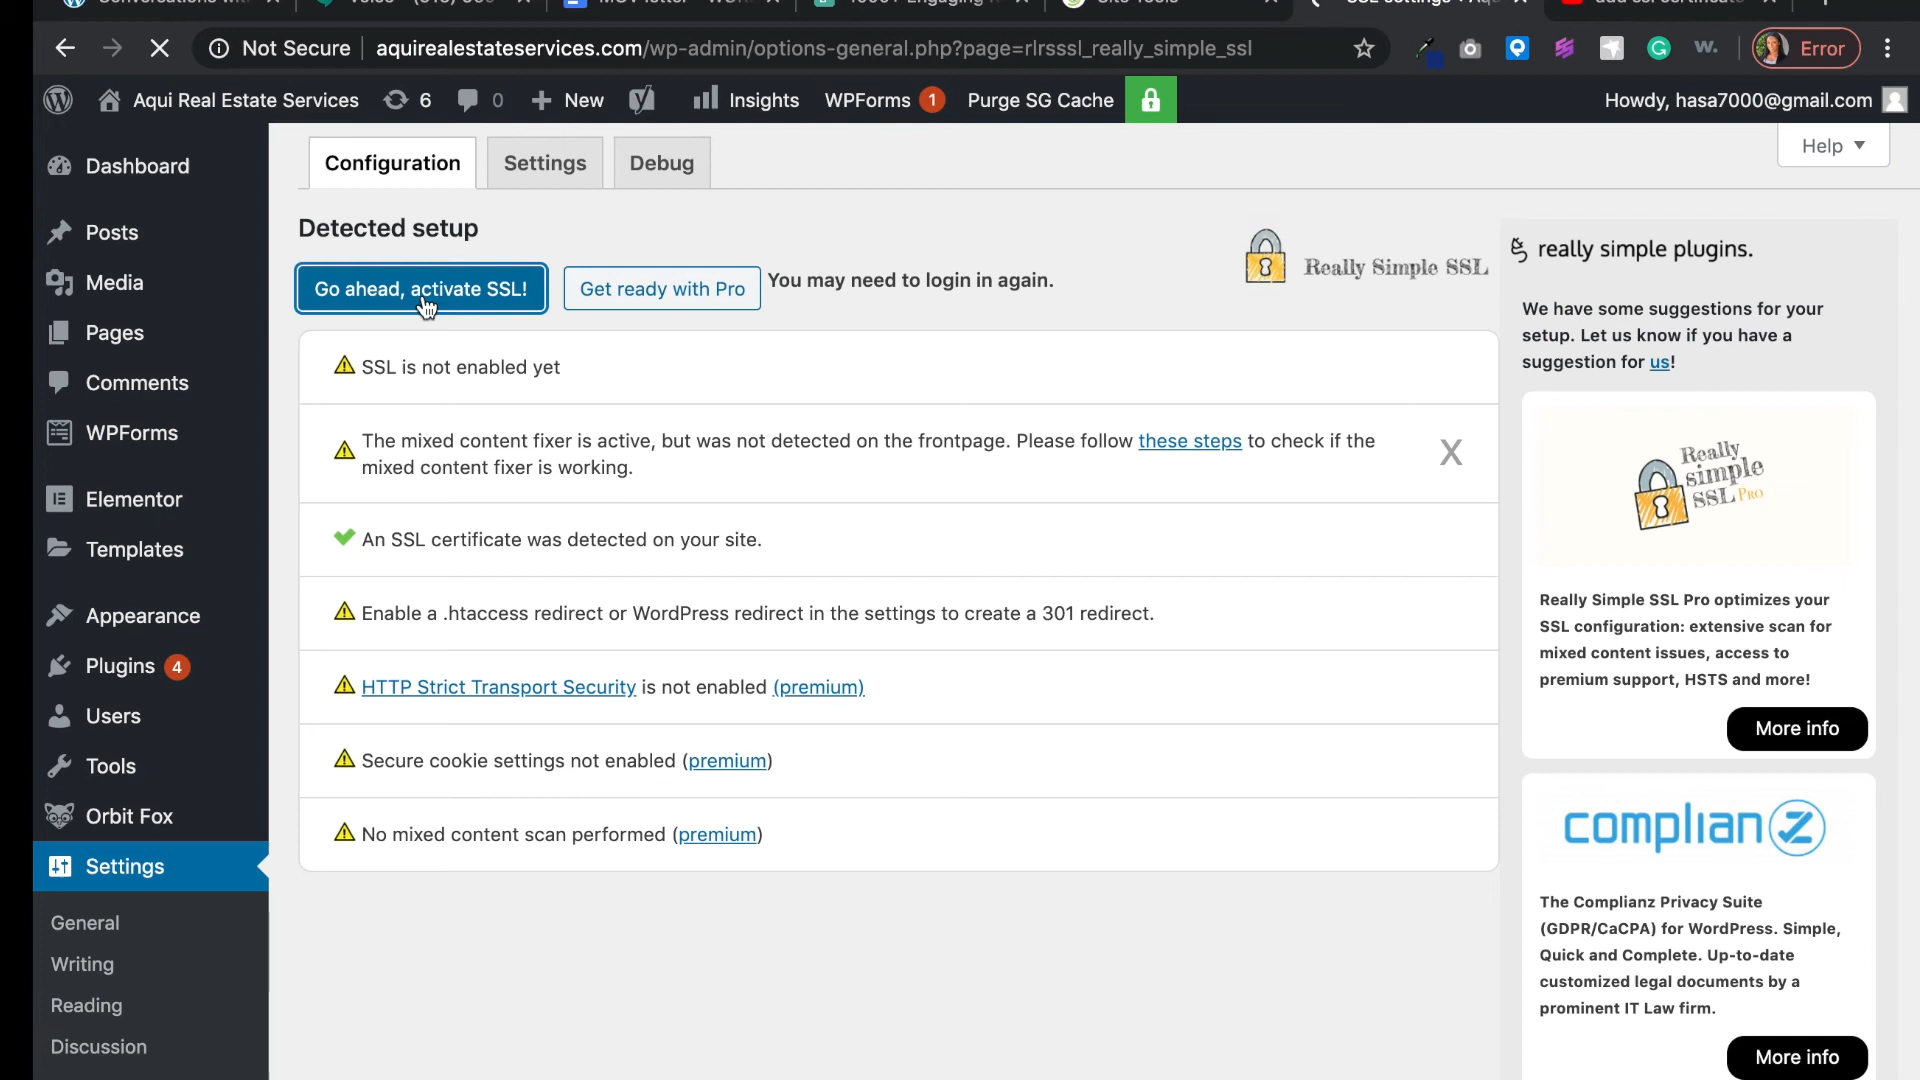 Not Secure
aquirealestateservices.com/wp-admin/options-general.php?page=rlrsssl_really_simple_ssl
w.
Error
Aqui Real Estate Services
6
0
New
Insights
WPForms 1
Purge SG Cache
Howdy, hasa7000@gmail.com
Dashboard
Posts
Media
Pages
Comments
WPForms
Elementor
Templates
Appearance
Plugins 4
Users
Tools
Orbit Fox
Settings
General
Writing
Reading
Discussion
Configuration
Settings
Debug
Help
Detected setup
Go ahead, activate SSL!
Get ready with Pro
You may need to login in again.
Really Simple SSL
SSL is not enabled yet
The mixed content fixer is active, but was not detected on the frontpage. Please follow these steps to check if the
mixed content fixer is working.
X
An SSL certificate was detected on your site.
Enable a .htaccess redirect or WordPress redirect in the settings to create a 301 redirect.
HTTP Strict Transport Security is not enabled (premium)
Secure cookie settings not enabled (premium)
No mixed content scan performed (premium)
really simple plugins.
We have some suggestions for your
setup. Let us know if you have a
suggestion for us!
Really
simple
SSL PRO
Really Simple SSL Pro optimizes your
SSL configuration: extensive scan for
mixed content issues, access to
premium support, HSTS and more!
More info
complianz
The Complianz Privacy Suite
(GDPR/CaCPA) for WordPress. Simple,
Quick and Complete. Up-to-date
customized legal documents by a
prominent IT Law firm.
More info